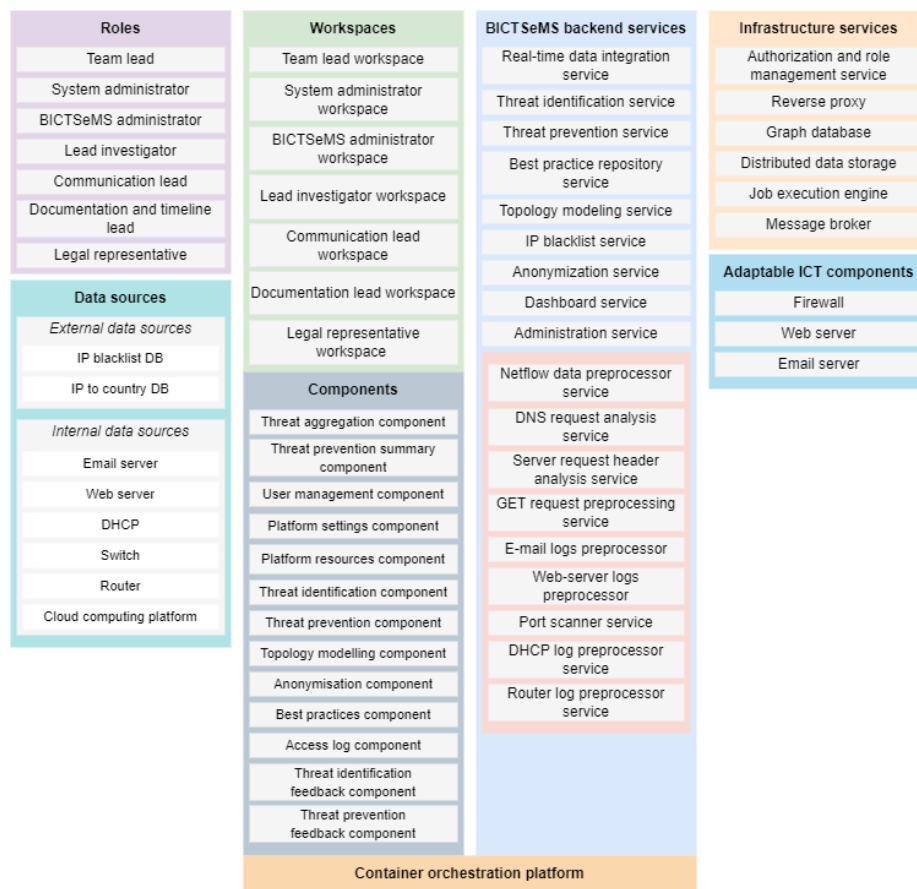 Roles
Team lead
System administrator
BICTSeMS administrator
Lead investigator
Communication lead
Documentation and timeline
lead
Legal representative
Data sources
External data sources
IP blacklist DB
IP to country DB
Internal data sources
Email server
Web server
DHCP
Switch
Router
Cloud computing platform
Workspaces
Team lead workspace
System administrator
workspace
BICTSeMS administrator
workspace
Lead investigator workspace
Communication lead
workspace
Documentation lead workspace
Legal representative
workspace
Components
Threat aggregation component
Threat prevention summary
component
User management component
Platform settings component
Platform resources component
Threat identification component
Threat prevention component
Topology modelling component
Anonymisation component
Best practices component
Access log component
Threat identification
feedback component
Threat prevention
feedback component
BICTSeMS backend services
Real-time data integration
service
Threat identification service
Threat prevention service
Best practice repository
service
Topology modeling service
IP blacklist service
Anonymization service
Dashboard service
Administration service
Netflow data preprocessor
service
DNS request analysis
service
Server request header
analysis service
GET request preprocessing
service
E-mail logs preprocessor
Web-server logs
preprocessor
Port scanner service
DHCP log preprocessor
service
Router log preprocessor
service
Infrastructure services
Authorization and role
management service
Reverse proxy
Graph database
Distributed data storage
Job execution engine
Message broker
Adaptable ICT components
Firewall
Web server
Email server
Container orchestration platform